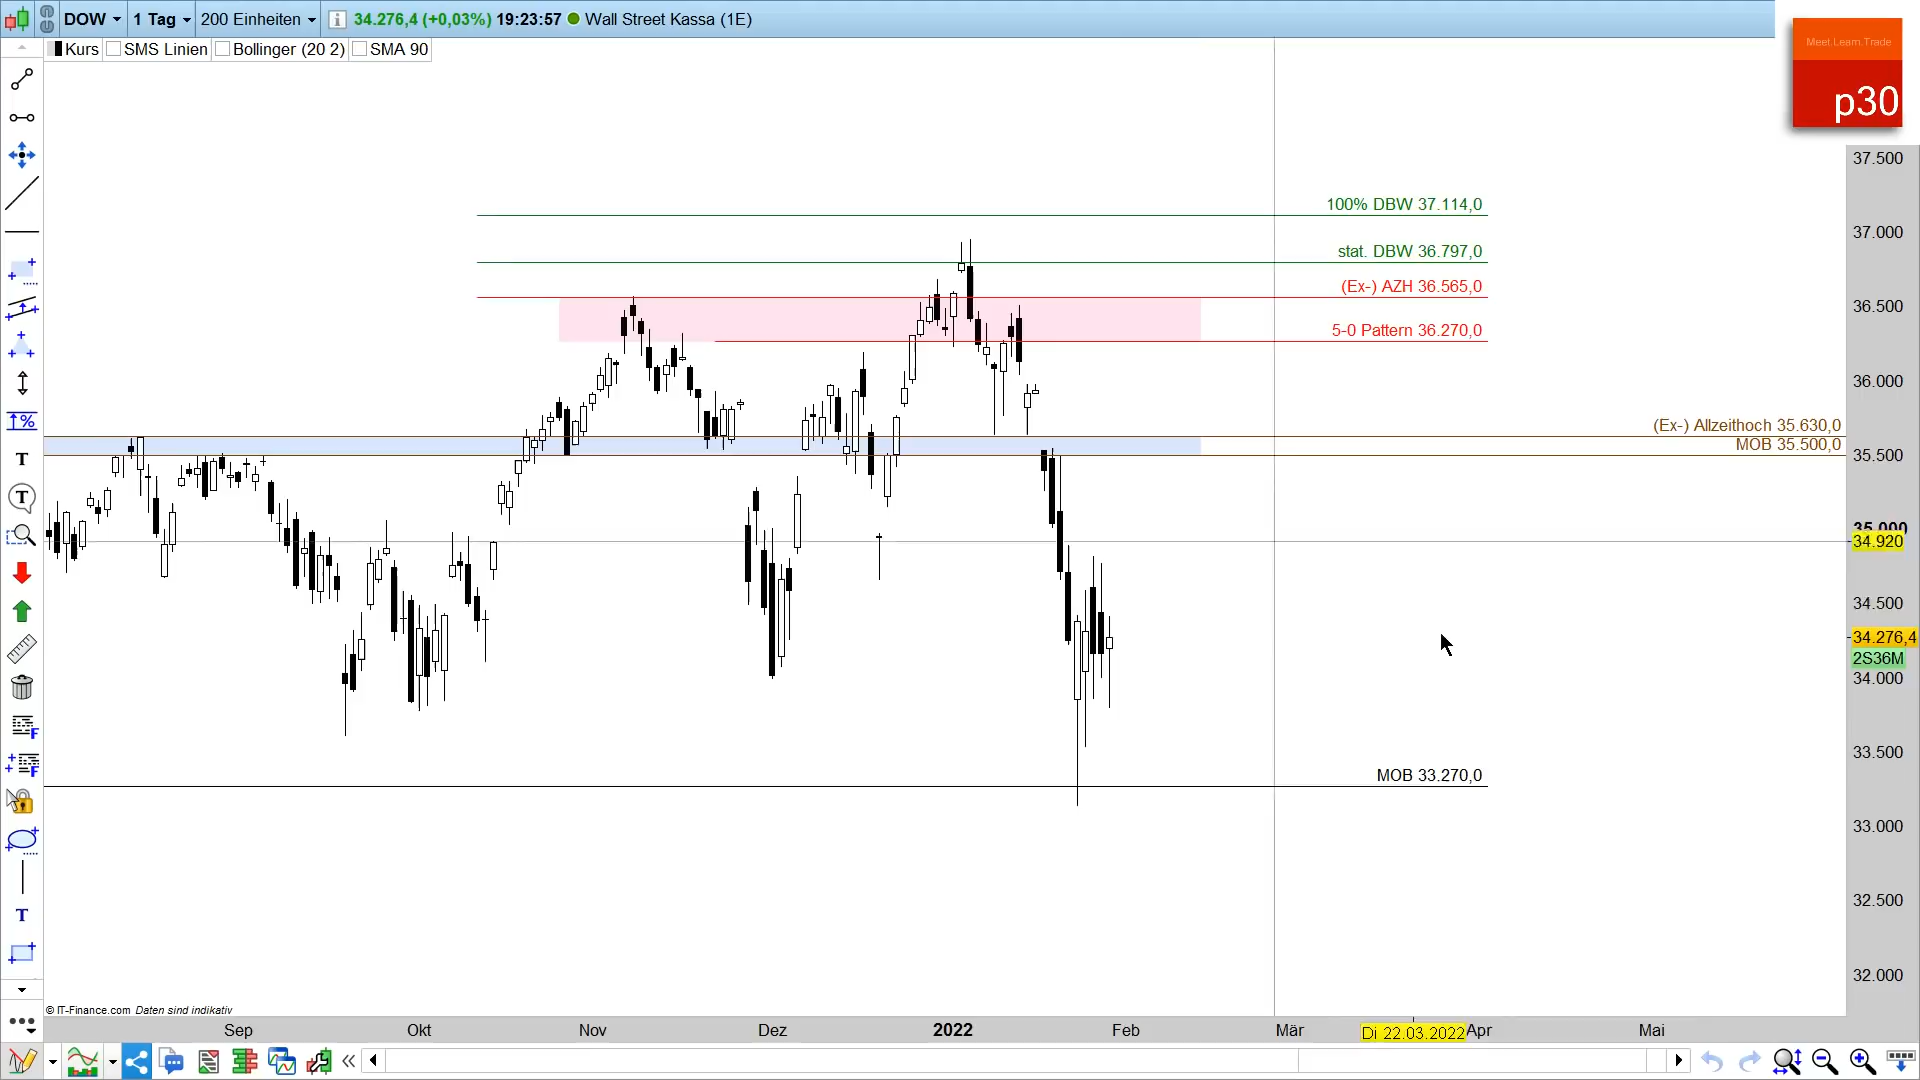 DOW 1 Tag 200 Einheiten 34.276,4 (+0,03%) 19:23:57 Wall Street Kassa (1E)
Kurs SMS Linien Bollinger (20 2) SMA 90
Meet.Learn.Trade
p30
37.500
100% DBW 37.114,0
37.000
stat. DBW 36.797,0
(Ex-) AZH 36.565,0
36.500
5-0 Pattern 36.270,0
36.000
(Ex-) Allzeithoch 35.630,0
MOB 35.500,0
35.500
35.000
34.920
34.500
34.276,4
2S36M
34.000
33.500
MOB 33.270,0
33.000
32.500
32.000
© IT-Finance.com Daten sind indikativ
Sep Okt Nov Dez 2022 Feb Mär Di 22.03.2022 Apr Mai